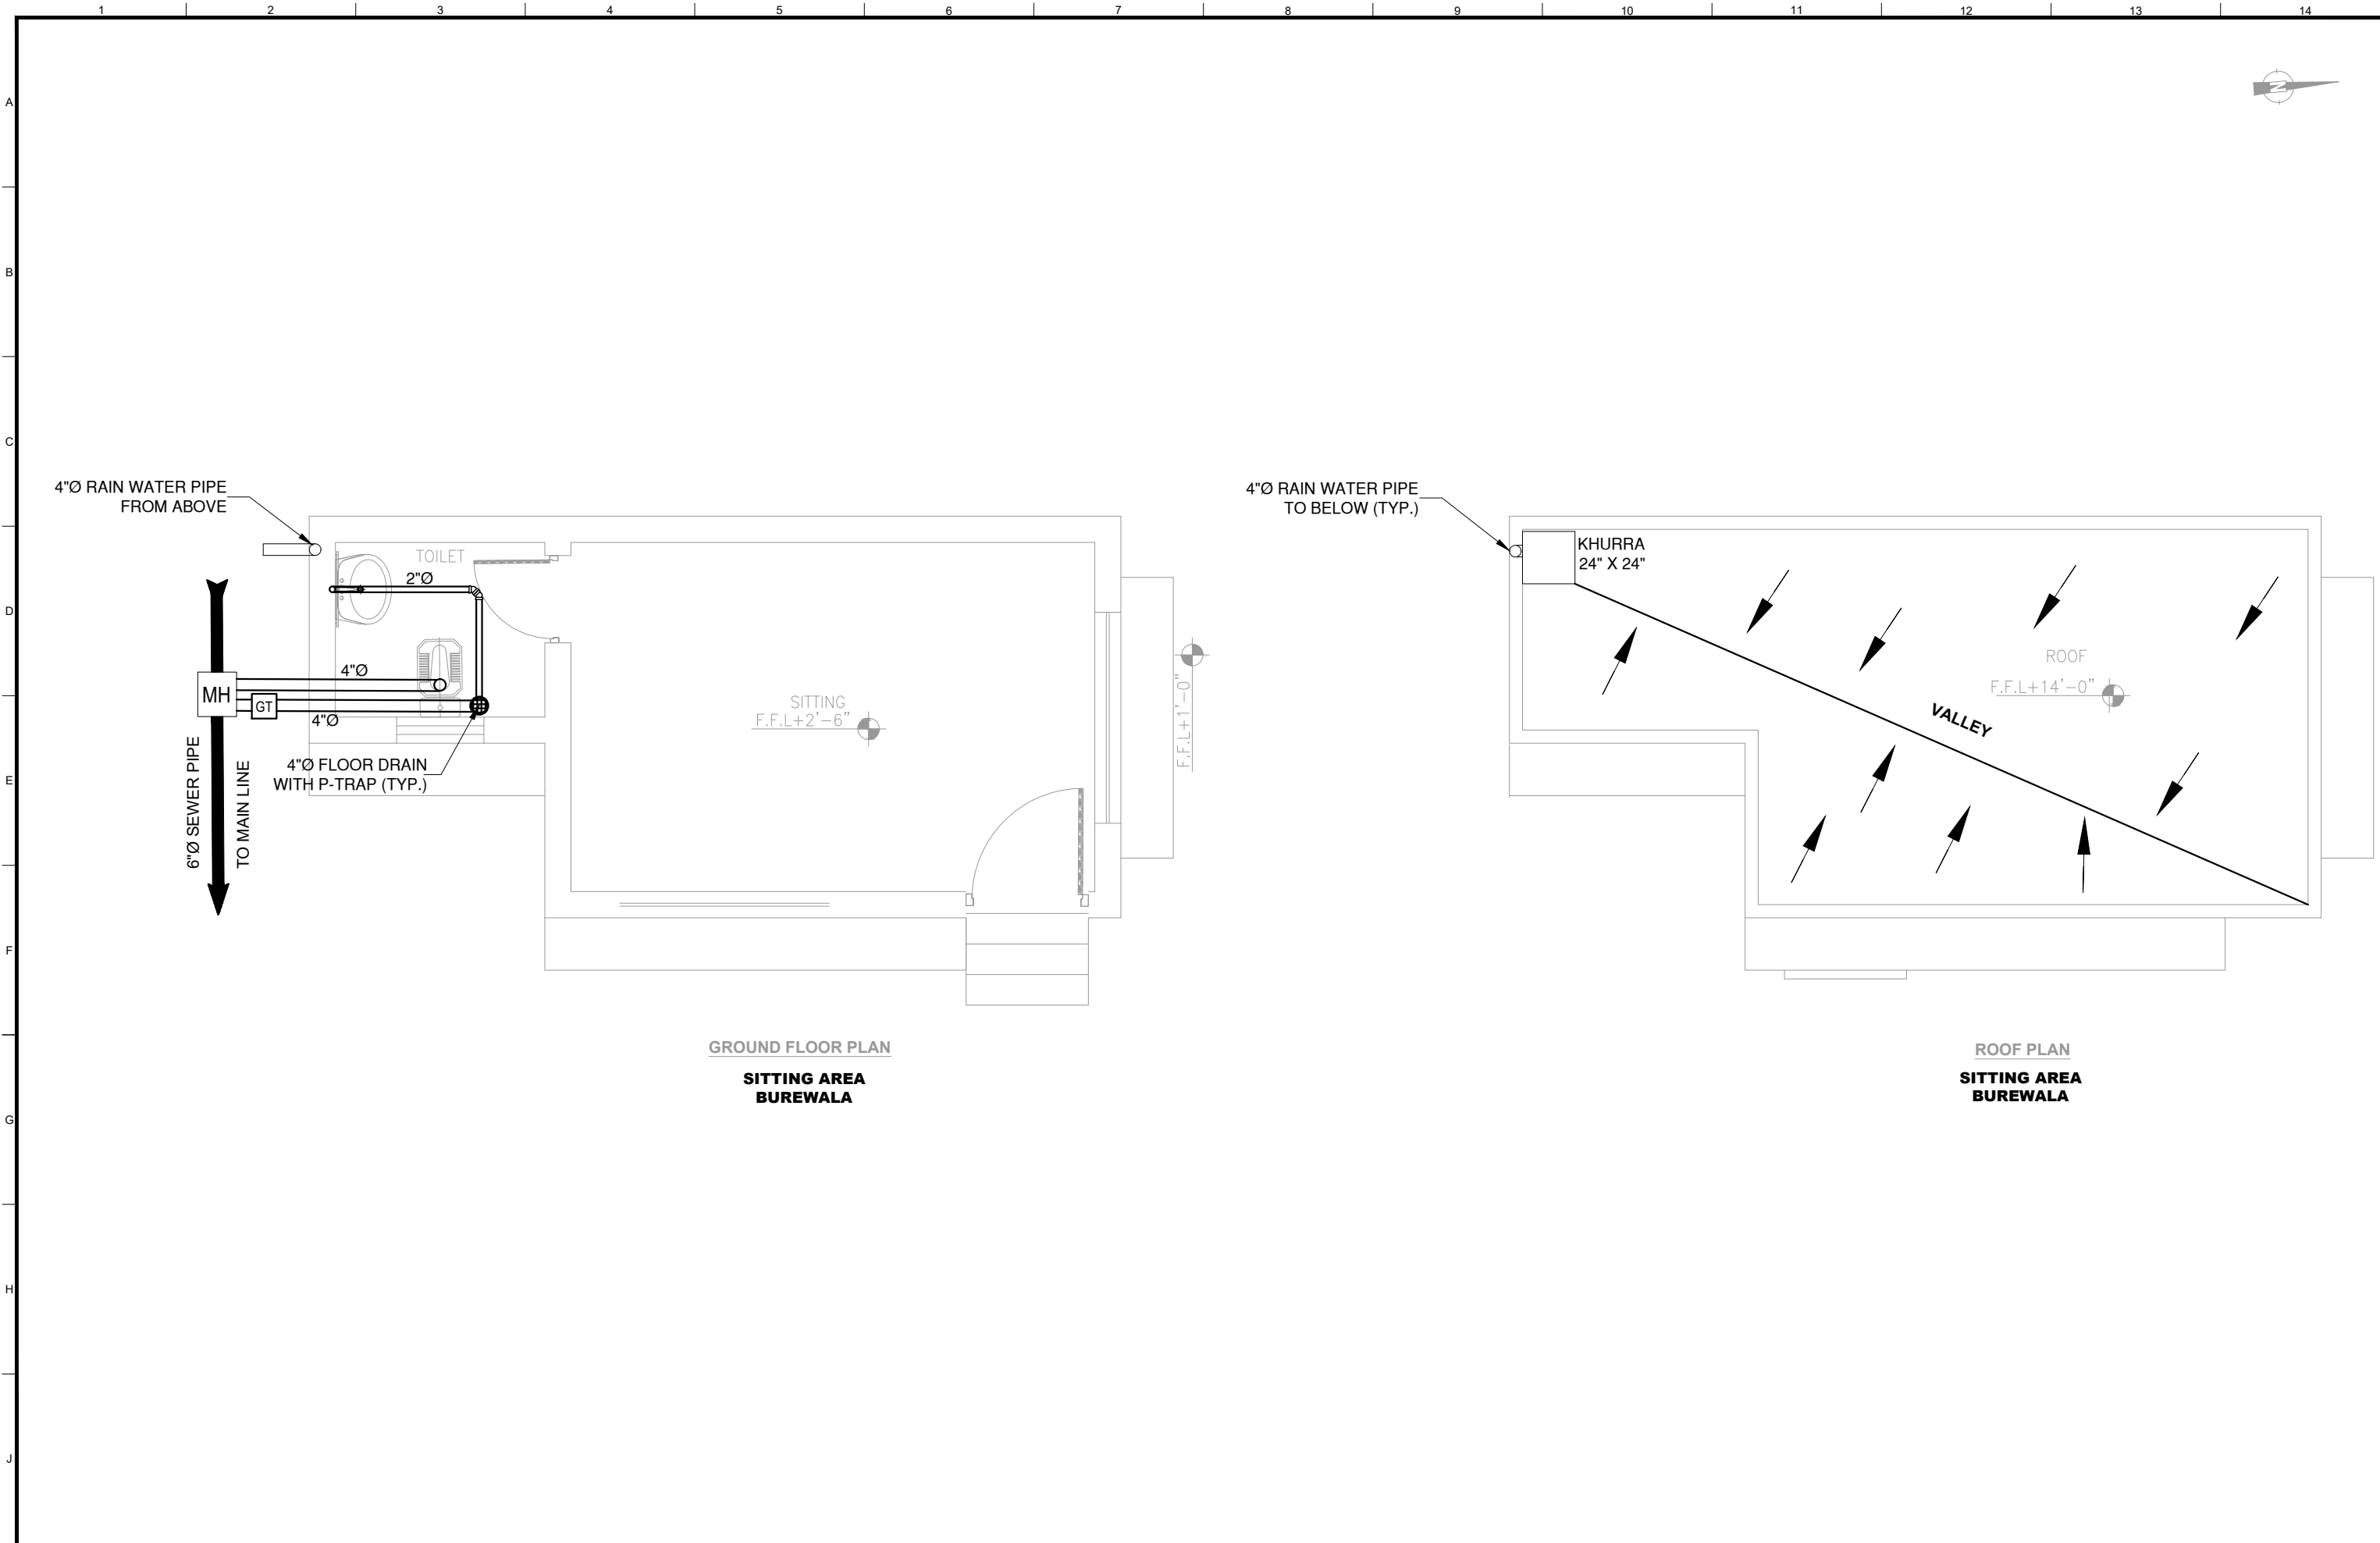 1 2 3 4 5 6 7 8 9 10 11 12 13 14
A
B
C
D
E
F
G
H
J
N
4"Ø RAIN WATER PIPE
FROM ABOVE
TOILET
2"Ø
4"Ø
MH
GT
4"Ø
6"Ø SEWER PIPE
TO MAIN LINE
4"Ø FLOOR DRAIN
WITH P-TRAP (TYP.)
SITTING
F.F.L+2'-6"
F.F.L+1'-0"
GROUND FLOOR PLAN
SITTING AREA
BUREWALA
4"Ø RAIN WATER PIPE
TO BELOW (TYP.)
KHURRA
24" X 24"
ROOF
F.F.L+14'-0"
VALLEY
ROOF PLAN
SITTING AREA
BUREWALA